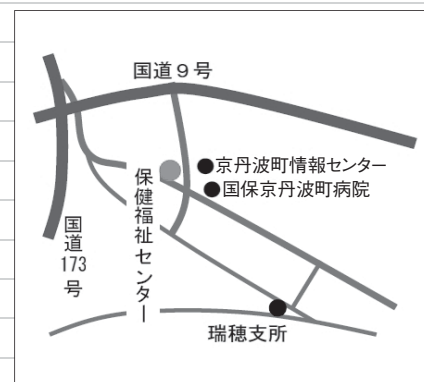 国道９号
京丹波町情報センター
国保京丹波町病院
保健福祉センター
国道173号
瑞穂支所